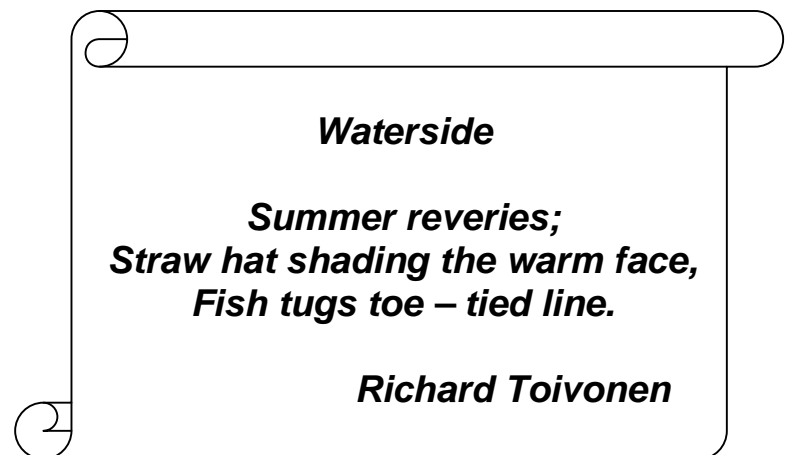 Waterside
Summer reveries;
Straw hat shading the warm face,
Fish tugs toe – tied line.
Richard Toivonen